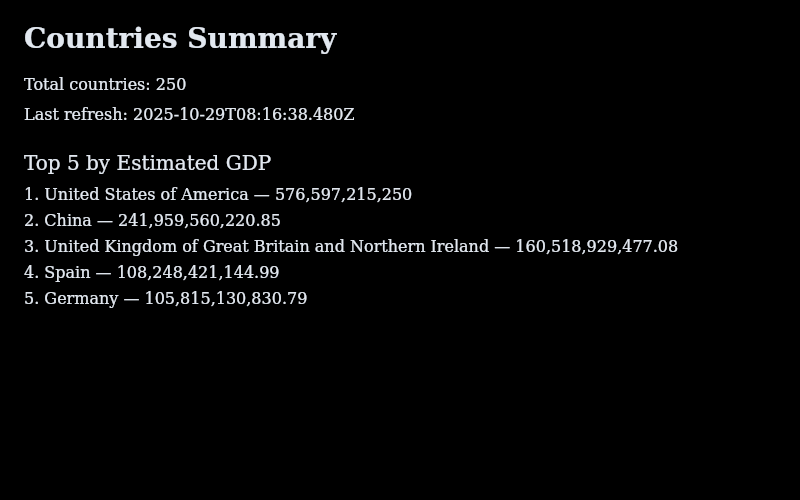 Countries Summary
Total countries: 250
Last refresh: 2025-10-29T08:16:38.480Z
Top 5 by Estimated GDP
1. United States of America — 576,597,215,250
2. China — 241,959,560,220.85
3. United Kingdom of Great Britain and Northern Ireland — 160,518,929,477.08
4. Spain — 108,248,421,144.99
5. Germany — 105,815,130,830.79